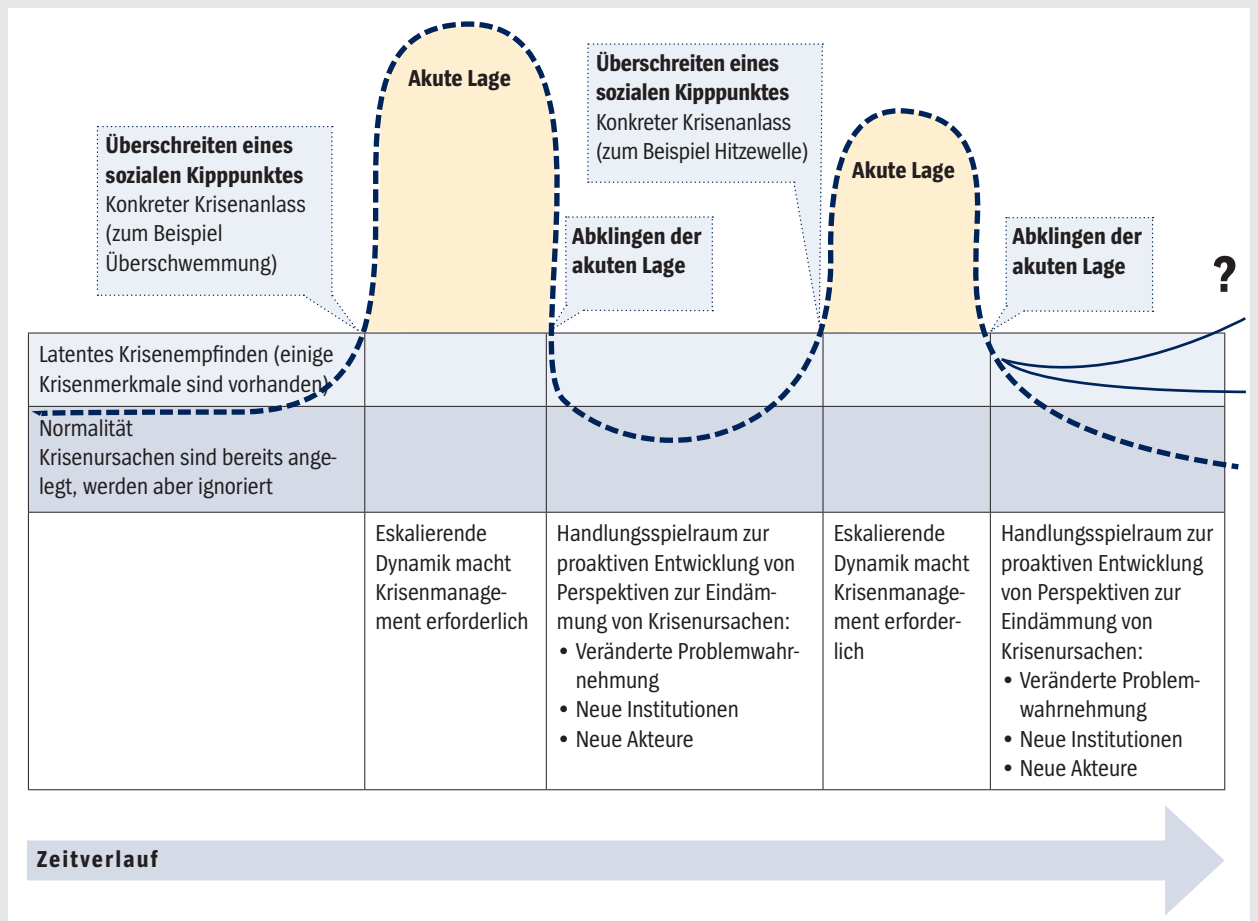 Akute Lage
Überschreiten eines
sozialen Kipppunktes
Konkreter Krisenanlass
(zum Beispiel
Überschwemmung)
Abklingen der
akuten Lage
Überschreiten eines
sozialen Kipppunktes
Konkreter Krisenanlass
(zum Beispiel Hitzewelle)
Akute Lage
Abklingen der
akuten Lage
?
Latentes Krisenempfinden (einige
Krisenmerkmale sind vorhanden)
Normalität
Krisenursachen sind bereits ange-
legt, werden aber ignoriert
Eskalierende
Dynamik macht
Krisenmanage-
ment erforderlich
Handlungsspielraum zur
proaktiven Entwicklung von
Perspektiven zur Eindäm-
mung von Krisenursachen:
• Veränderte Problemwahr-
nehmung
• Neue Institutionen
• Neue Akteure
Eskalierende
Dynamik macht
Krisenmanage-
ment erforder-
lich
Handlungsspielraum zur
proaktiven Entwicklung
von Perspektiven zur
Eindämmung von
Krisenursachen:
• Veränderte Problem-
wahrnehmung
• Neue Institutionen
• Neue Akteure
Zeitverlauf